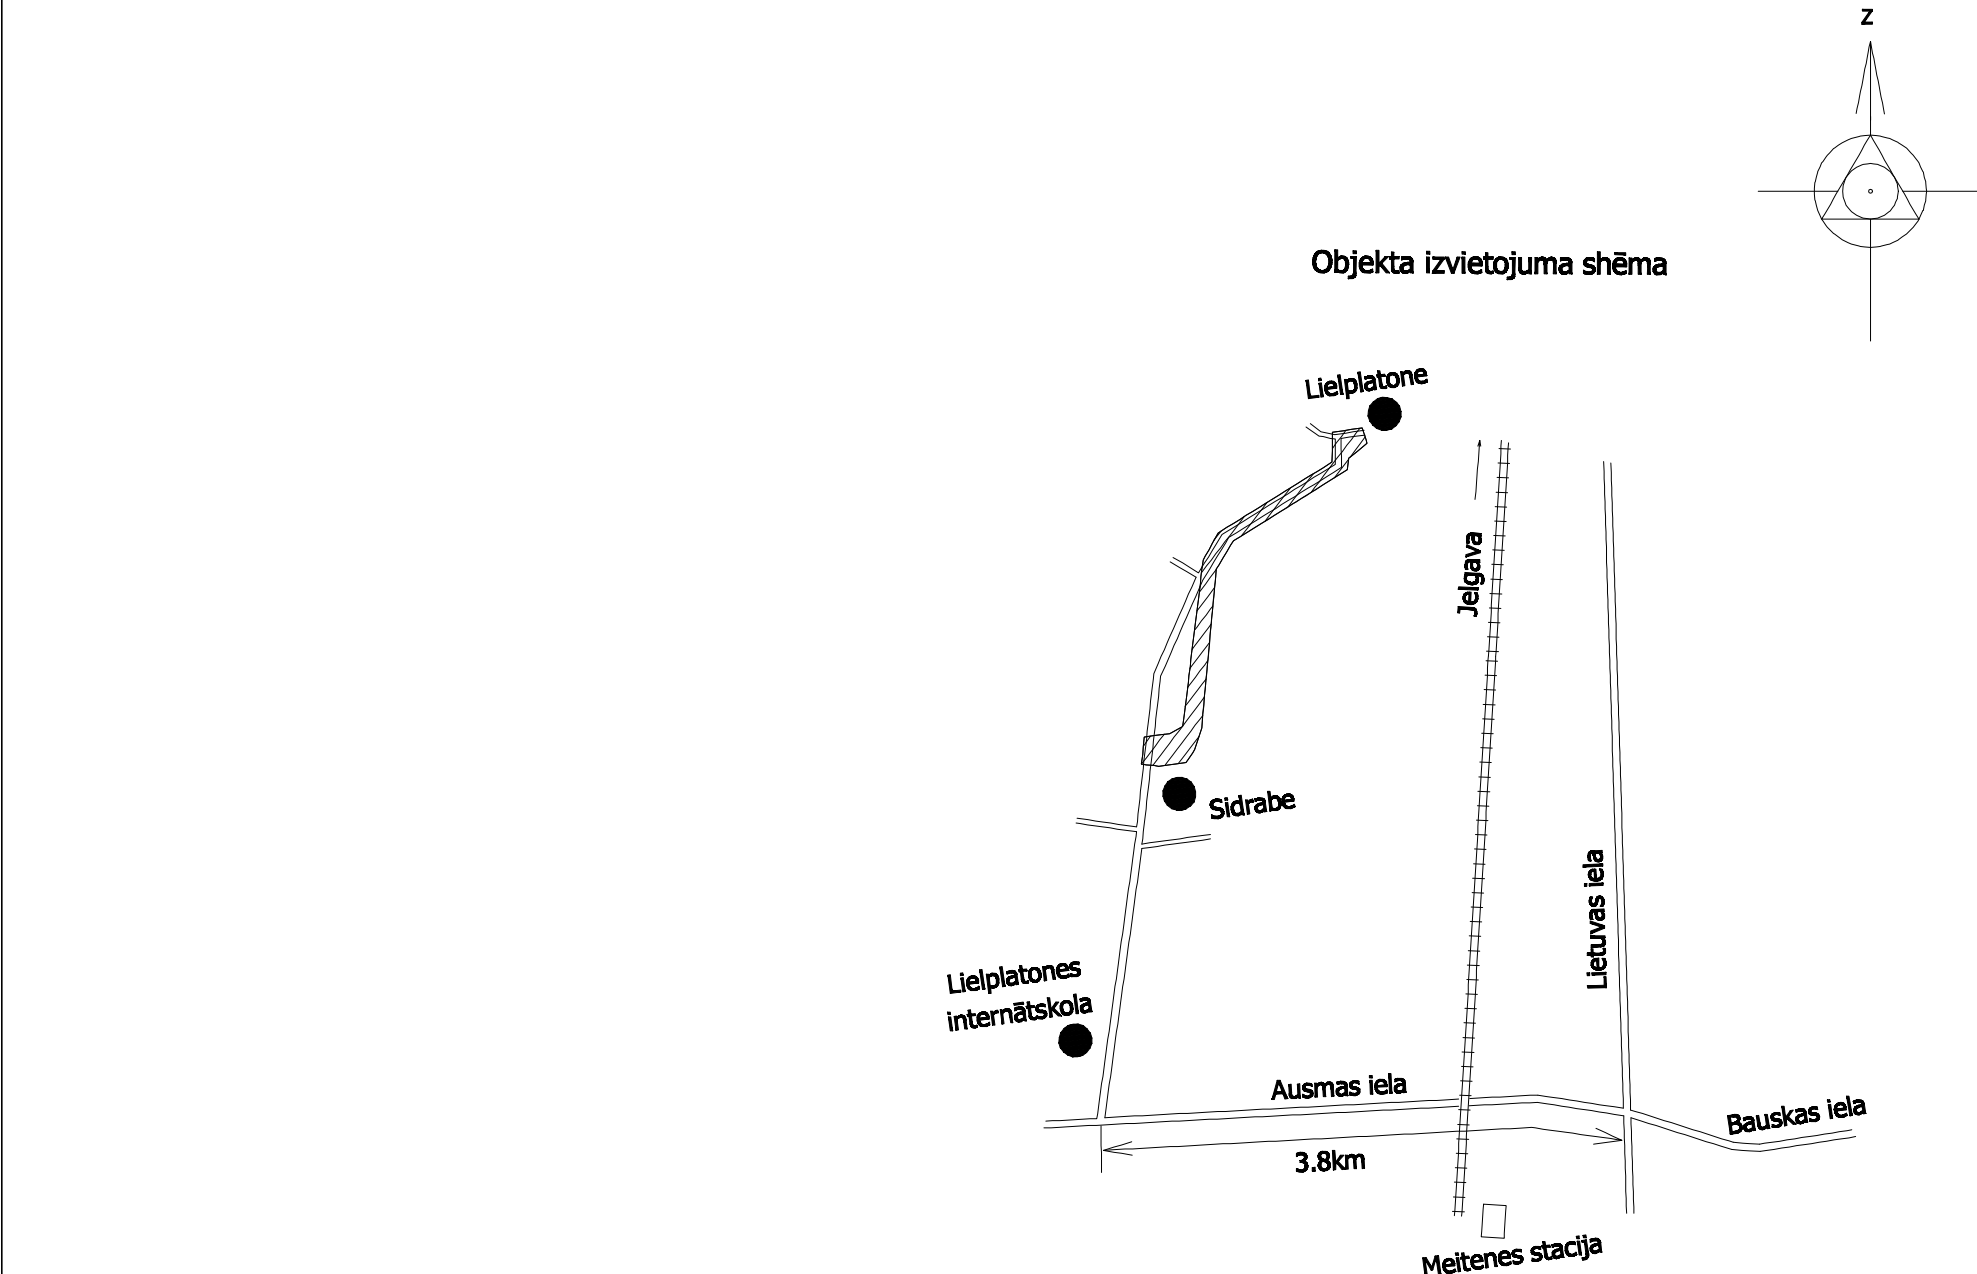 Z
Objekta izvietojuma shēma
Lielplatone
Jelgava
Sidrabe
Lietuvas iela
Lielplatones
internātskola
Ausmas iela
Bauskas iela
3.8km
Meitenes stacija